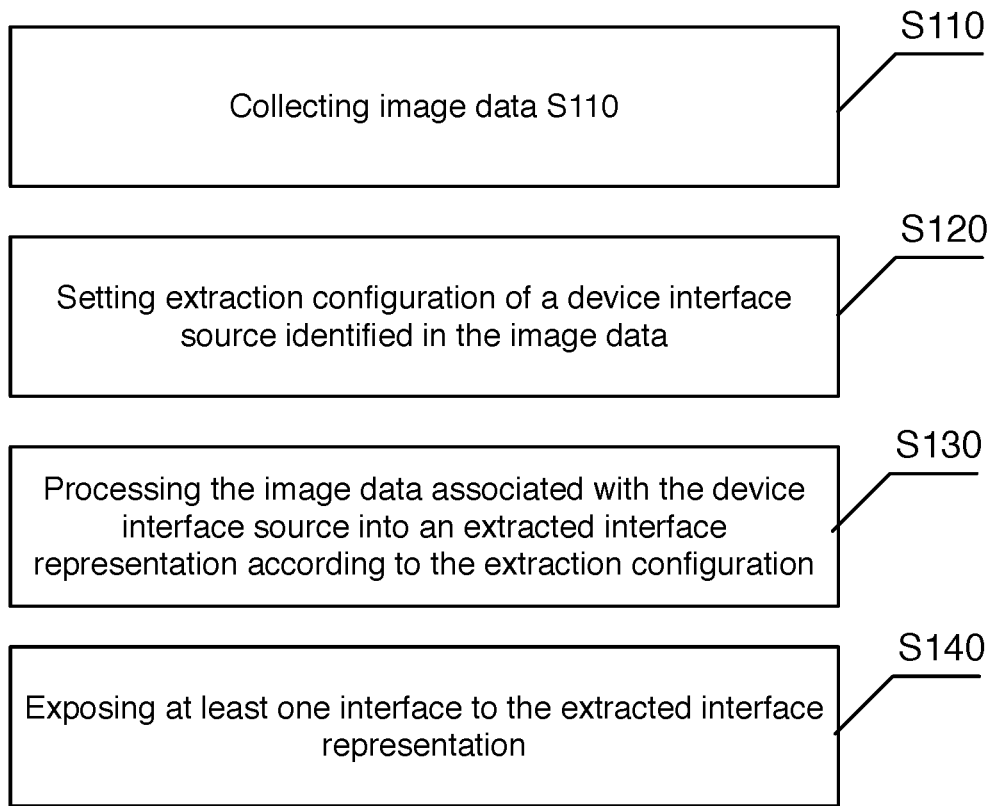 S110
Collecting image data S110
S120
Setting extraction configuration of a device interface
source identified in the image data
S130
Processing the image data associated with the device
interface source into an extracted interface
representation according to the extraction configuration
S140
Exposing at least one interface to the extracted interface
representation